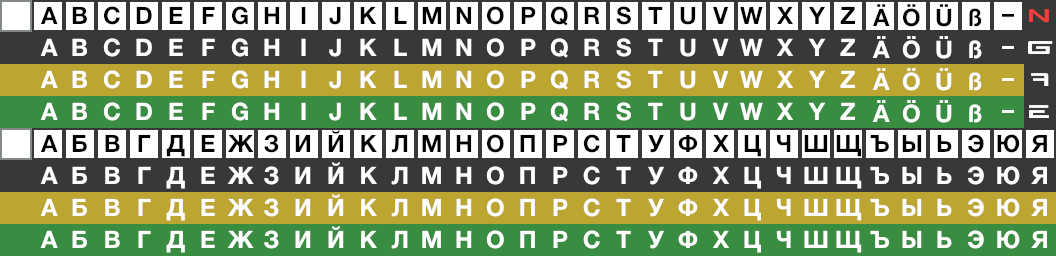 A B C D E F G H I J K L M N O P Q R S T U V W X Y Z Ä Ö Ü ß –
A B C D E F G H I J K L M N O P Q R S T U V W X Y Z Ä Ö Ü ß – G
A B C D E F G H I J K L M N O P Q R S T U V W X Y Z Ä Ö Ü ß –
A B C D E F G H I J K L M N O P Q R S T U V W X Y Z Ä Ö Ü ß – E
А Б В Г Д Е Ж З И Й К Л М Н О П Р С Т У Ф Х Ц Ч Ш Щ Ъ Ы Ь Э Ю Я
А Б В Г Д Е Ж З И Й К Л М Н О П Р С Т У Ф Х Ц Ч Ш Щ Ъ Ы Ь Э Ю Я
А Б В Г Д Е Ж З И Й К Л М Н О П Р С Т У Ф Х Ц Ч Ш Щ Ъ Ы Ь Э Ю Я
А Б В Г Д Е Ж З И Й К Л М Н О П Р С Т У Ф Х Ц Ч Ш Щ Ъ Ы Ь Э Ю Я